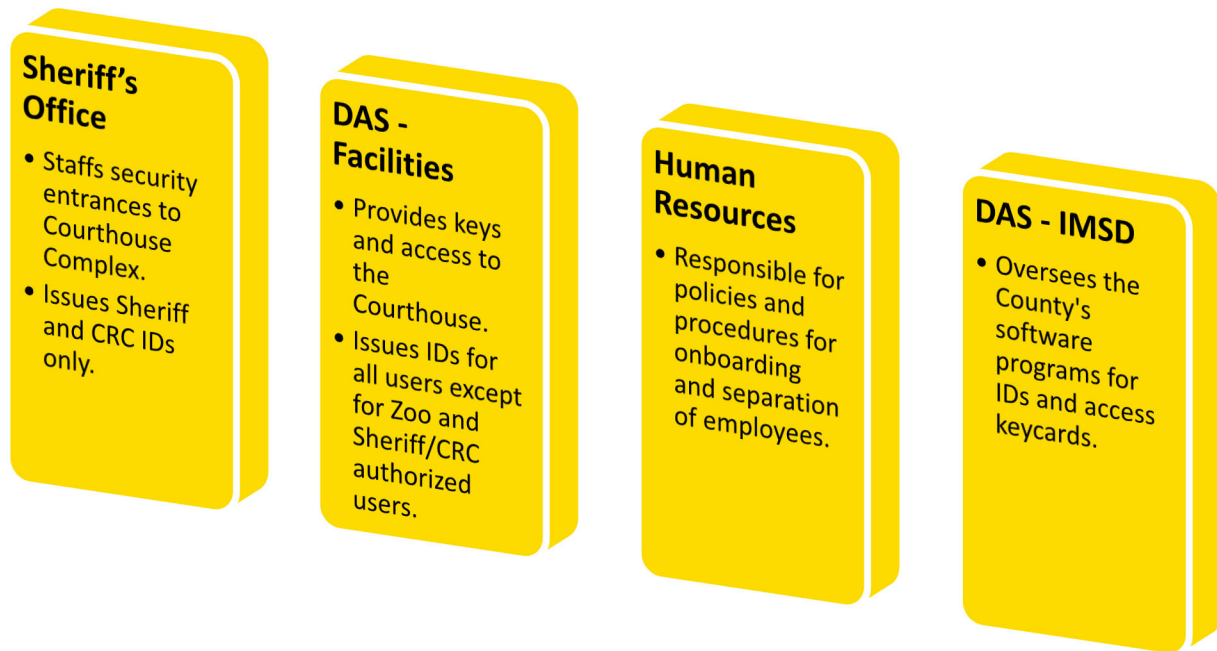 Sheriff’s
Office
• Staffs security
entrances to
Courthouse
Complex.
• Issues Sheriff
and CRC IDs
only.
DAS -
Facilities
• Provides keys
and access to
the
Courthouse.
• Issues IDs for
all users except
for Zoo and
Sheriff/CRC
authorized
users.
Human
Resources
• Responsible for
policies and
procedures for
onboarding
and separation
of employees.
DAS - IMSD
• Oversees the
County's
software
programs for
IDs and access
keycards.